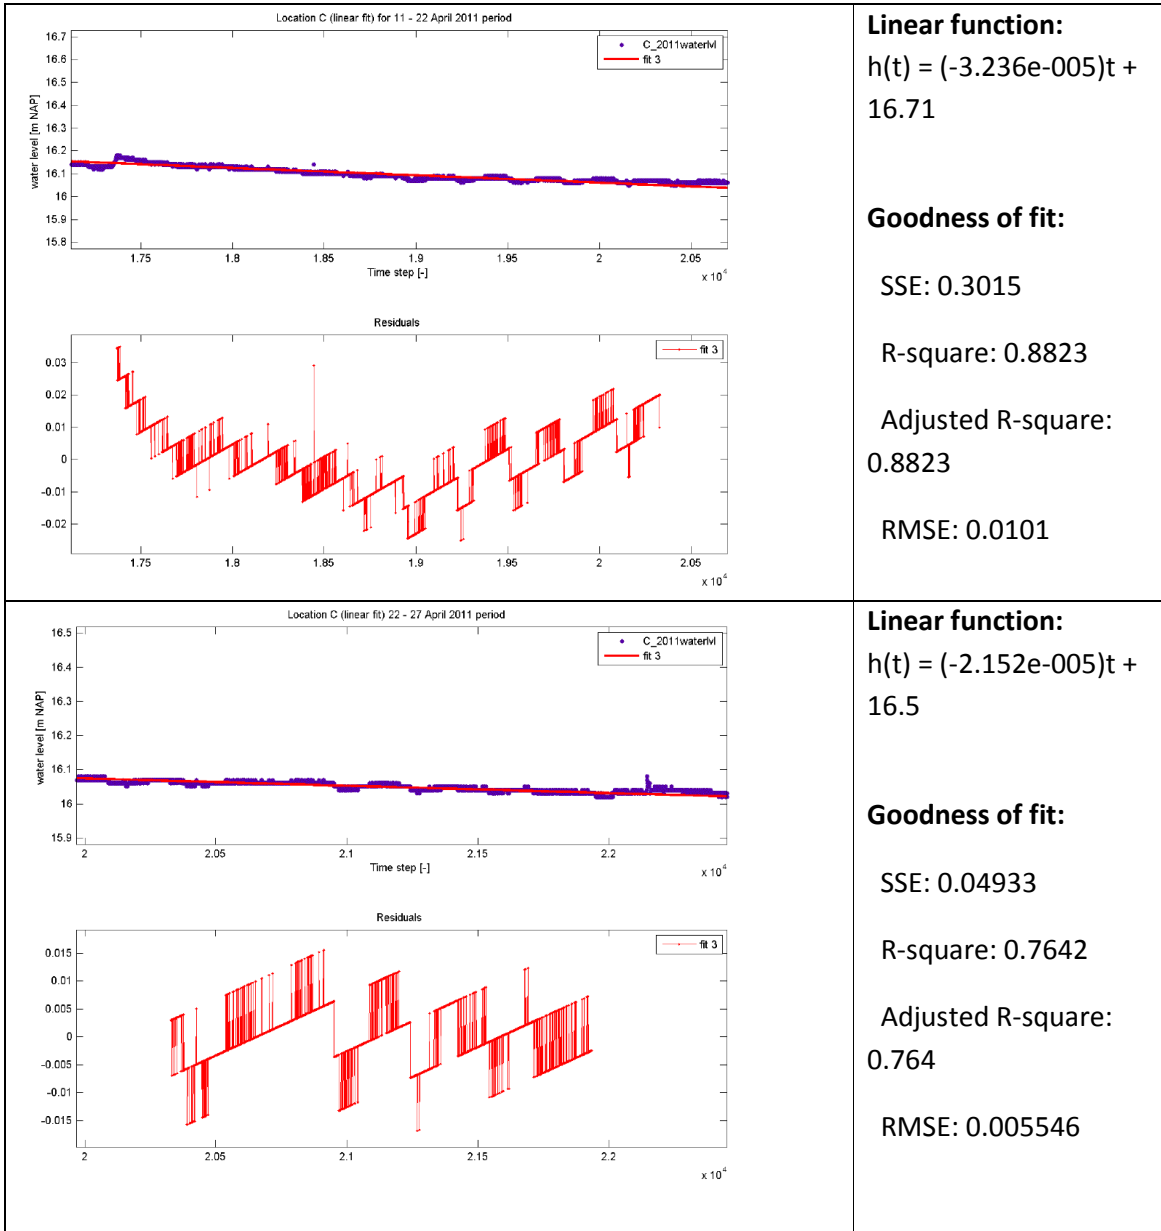 Location C (linear fit) for 11 - 22 April 2011 period
16.7
16.6
16.5
16.4
16.3
16.2
16.1
16
15.9
15.8
water level [m NAP]
C_2011waterlvl
fit 3
1.75 1.8 1.85 1.9 1.95 2 2.05
Time step [-]
x 10^4
Residuals
fit 3
0.03
0.02
0.01
0
-0.01
-0.02
1.75 1.8 1.85 1.9 1.95 2 2.05
x 10^4
Linear function:
h(t) = (-3.236e-005)t +
16.71
Goodness of fit:
SSE: 0.3015
R-square: 0.8823
Adjusted R-square:
0.8823
RMSE: 0.0101
Location C (linear fit) 22 - 27 April 2011 period
16.5
16.4
16.3
16.2
16.1
16
15.9
water level [m NAP]
C_2011waterlvl
fit 3
2 2.05 2.1 2.15 2.2
Time step [-]
x 10^4
Residuals
fit 3
0.015
0.01
0.005
0
-0.005
-0.01
-0.015
2 2.05 2.1 2.15 2.2
x 10^4
Linear function:
h(t) = (-2.152e-005)t +
16.5
Goodness of fit:
SSE: 0.04933
R-square: 0.7642
Adjusted R-square:
0.764
RMSE: 0.005546